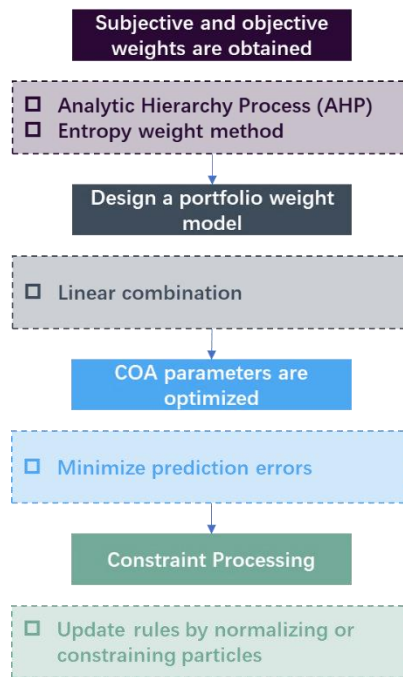 Subjective and objective
weights are obtained
Analytic Hierarchy Process (AHP)
Entropy weight method
Design a portfolio weight
model
Linear combination
COA parameters are
optimized
Minimize prediction errors
Constraint Processing
Update rules by normalizing or
constraining particles